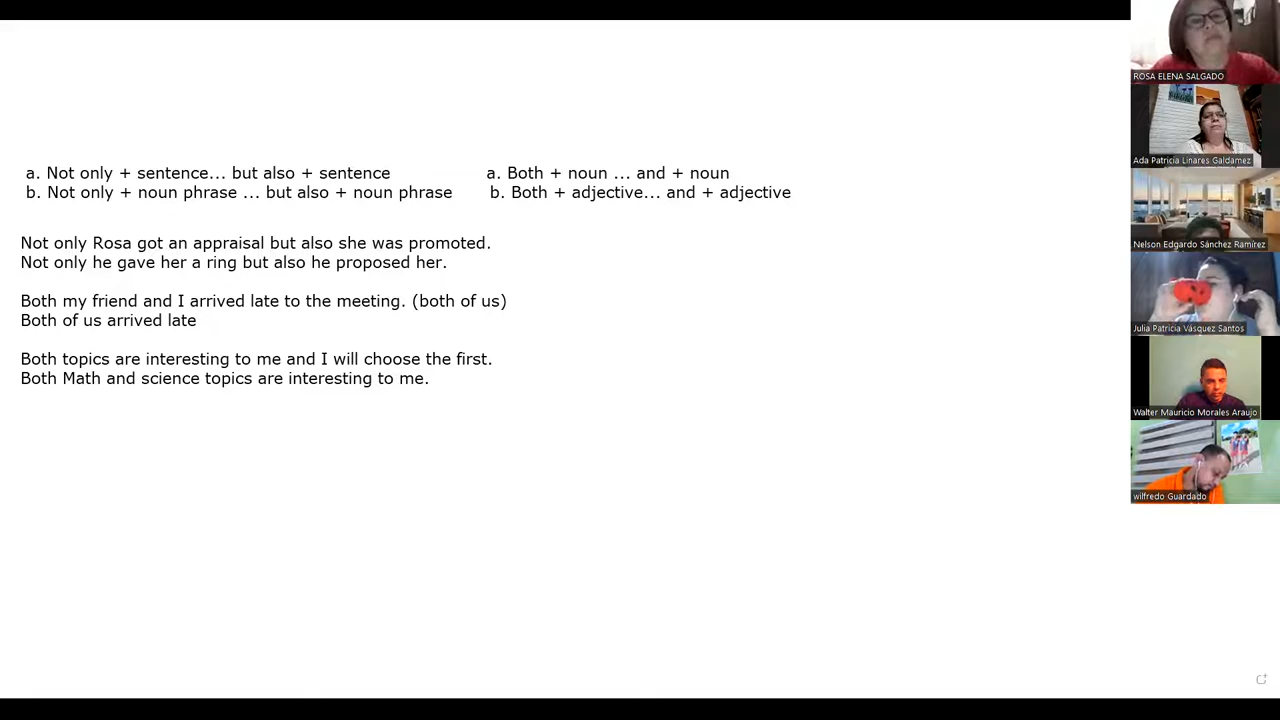 a. Not only + sentence... but also + sentence
b. Not only + noun phrase ... but also + noun phrase
a. Both + noun ... and + noun
b. Both + adjective... and + adjective
Not only Rosa got an appraisal but also she was promoted.
Not only he gave her a ring but also he proposed her.
Both my friend and I arrived late to the meeting. (both of us)
Both of us arrived late
Both topics are interesting to me and I will choose the first.
Both Math and science topics are interesting to me.
ROSA ELENA SALGADO
Ada Patricia Linares Galdamez
Nelson Edgardo Sánchez Ramírez
Julia Patricia Vásquez Santos
Walter Mauricio Morales Araujo
wilfredo Guardado